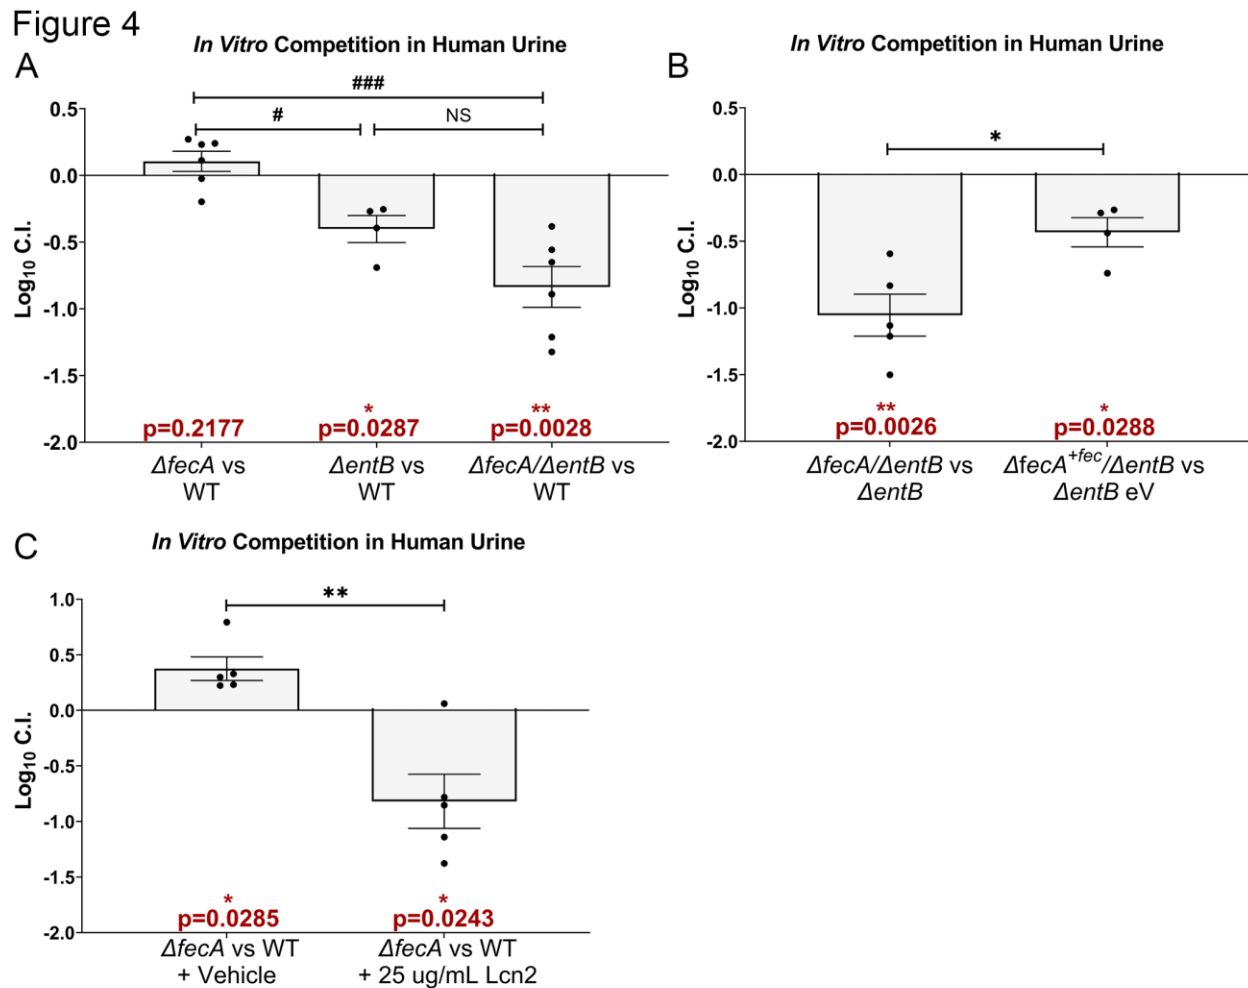 Figure 4
A
In Vitro Competition in Human Urine
###
#
NS
0.5
0.0
-0.5
-1.0
-1.5
-2.0
Log10 C.I.
*
**
p=0.2177
p=0.0287
p=0.0028
ΔfecA vs
WT
ΔentB vs
WT
ΔfecA/ΔentB vs
WT
B
In Vitro Competition in Human Urine
*
0.5
0.0
-0.5
-1.0
-1.5
-2.0
Log10 C.I.
**
*
p=0.0026
p=0.0288
ΔfecA/ΔentB vs
ΔentB
ΔfecA+fec/ΔentB vs
ΔentB eV
C
In Vitro Competition in Human Urine
**
1.0
0.5
0.0
-0.5
-1.0
-1.5
-2.0
Log10 C.I.
*
*
p=0.0285
p=0.0243
ΔfecA vs WT
+ Vehicle
ΔfecA vs WT
+ 25 ug/mL Lcn2